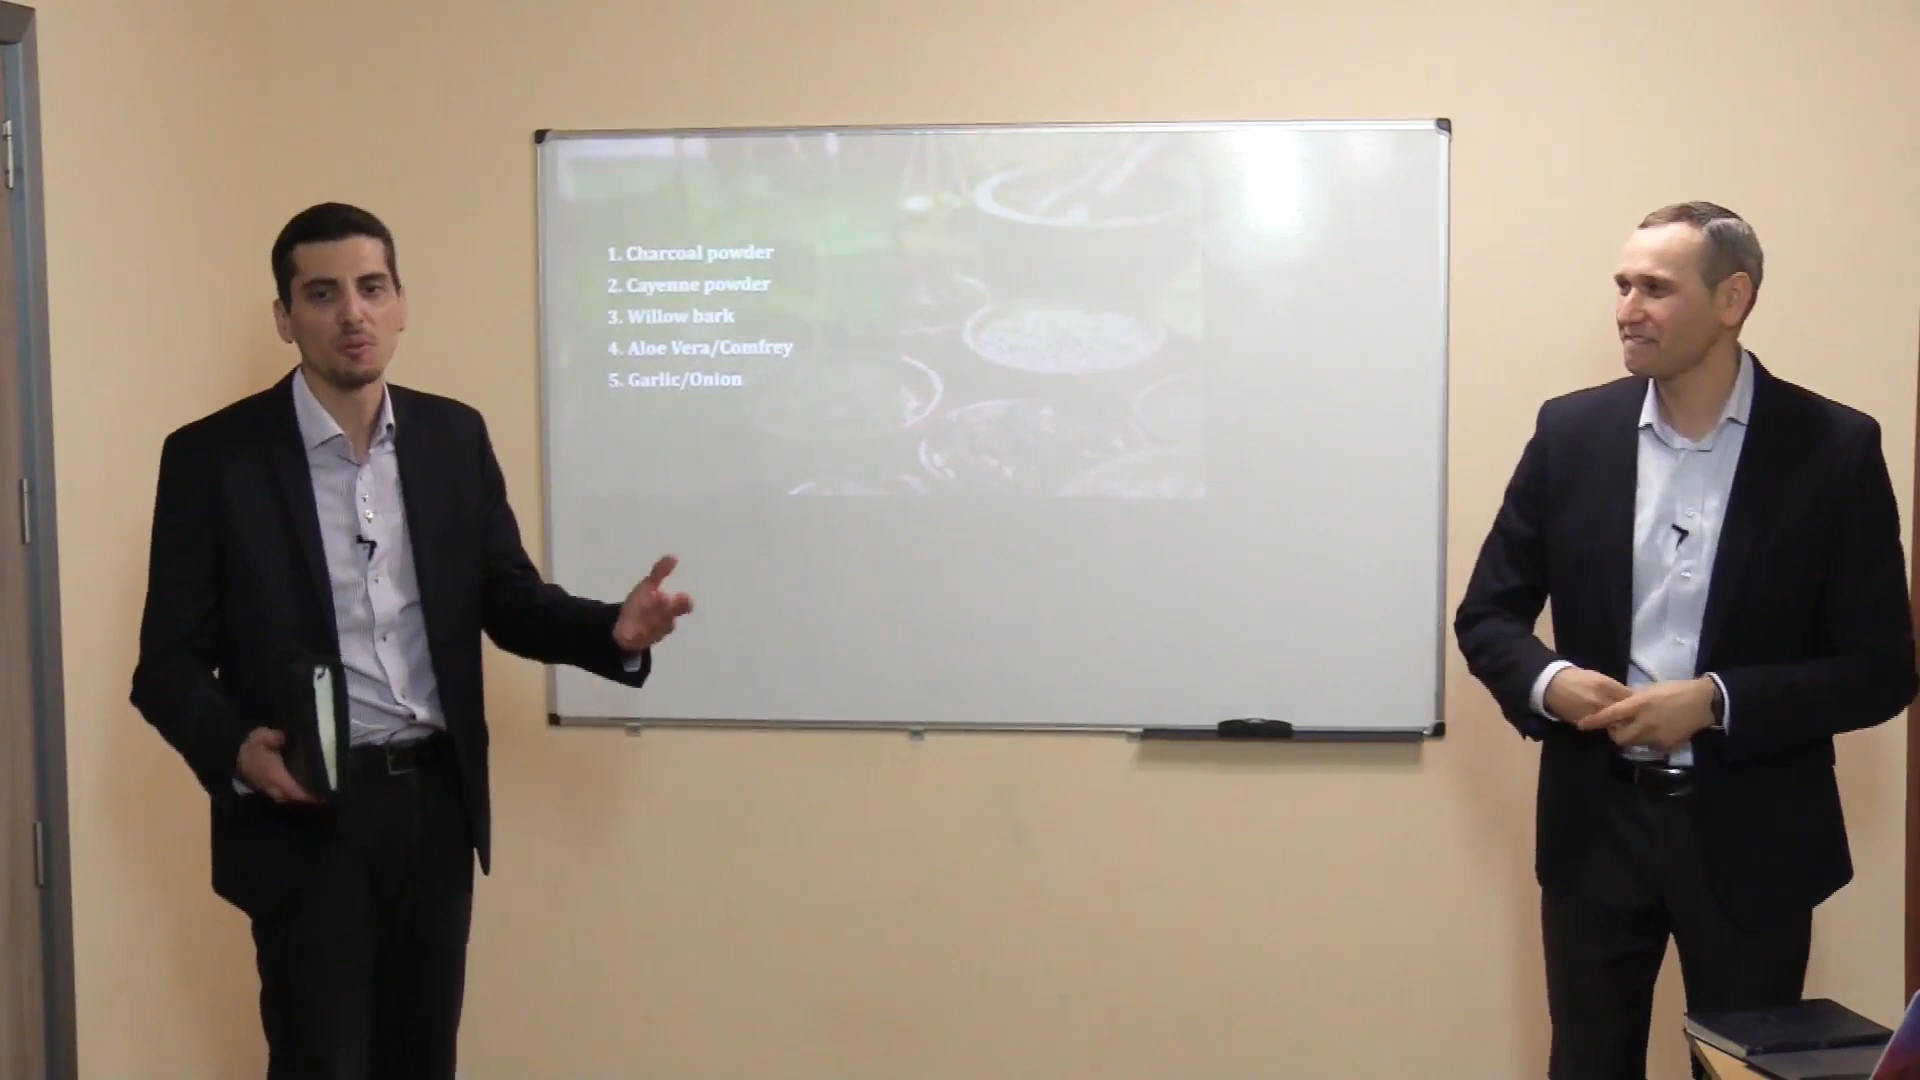 1. Charcoal powder
2. Cayenne powder
3. Willow bark
4. Aloe Vera/Comfrey
5. Garlic/Onion